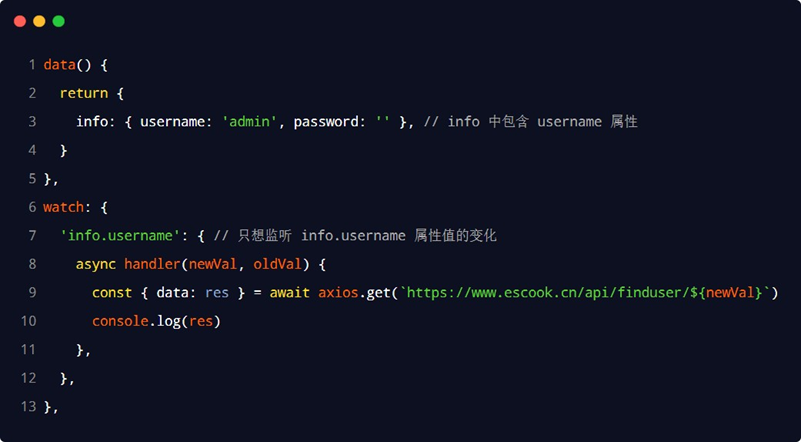 1 data() {
2   return {
3     info: { username: 'admin', password: '' }, // info 中包含 username 属性
4   }
5 },
6 watch: {
7   'info.username': { // 只想监听 info.username 属性值的变化
8     async handler(newVal, oldVal) {
9       const { data: res } = await axios.get(`https://www.escook.cn/api/finduser/${newVal}`)
10       console.log(res)
11     },
12   },
13 },